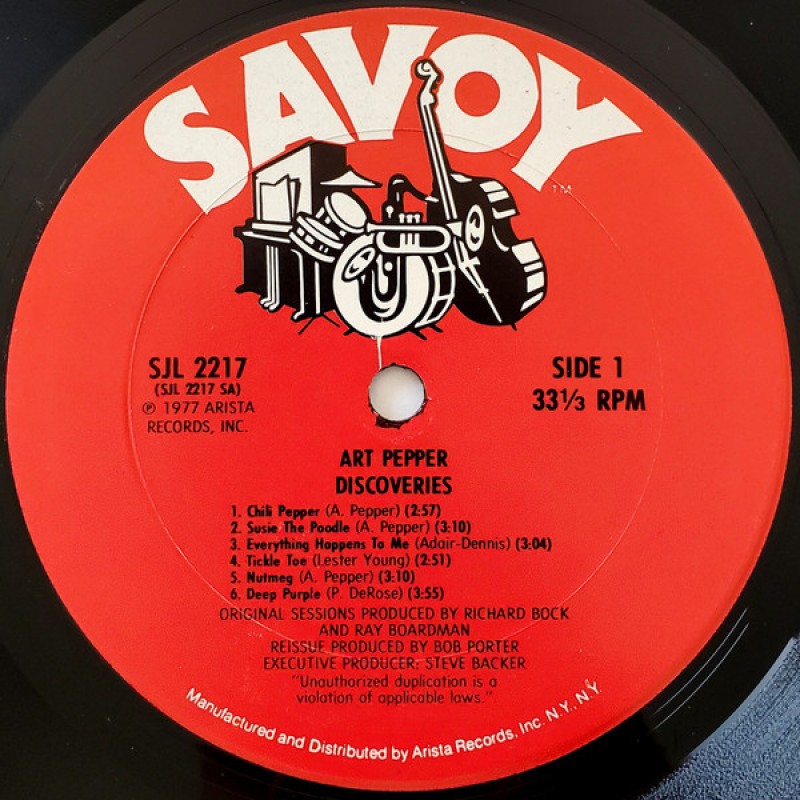 SAVOY
TM
SJL 2217
(SJL 2217 SA)
℗ 1977 ARISTA
RECORDS, INC.
SIDE 1
33⅓ RPM
ART PEPPER
DISCOVERIES
1. Chili Pepper (A. Pepper) (2:57)
2. Susie The Poodle (A. Pepper) (3:10)
3. Everything Happens To Me (Adair-Dennis) (3:04)
4. Tickle Toe (Lester Young) (2:51)
5. Nutmeg (A. Pepper) (3:10)
6. Deep Purple (P. DeRose) (3:55)
ORIGINAL SESSIONS PRODUCED BY RICHARD BOCK
AND RAY BOARDMAN
REISSUE PRODUCED BY BOB PORTER
EXECUTIVE PRODUCER: STEVE BACKER
"Unauthorized duplication is a
violation of applicable laws."
Manufactured and Distributed by Arista Records, Inc. N.Y., N.Y.